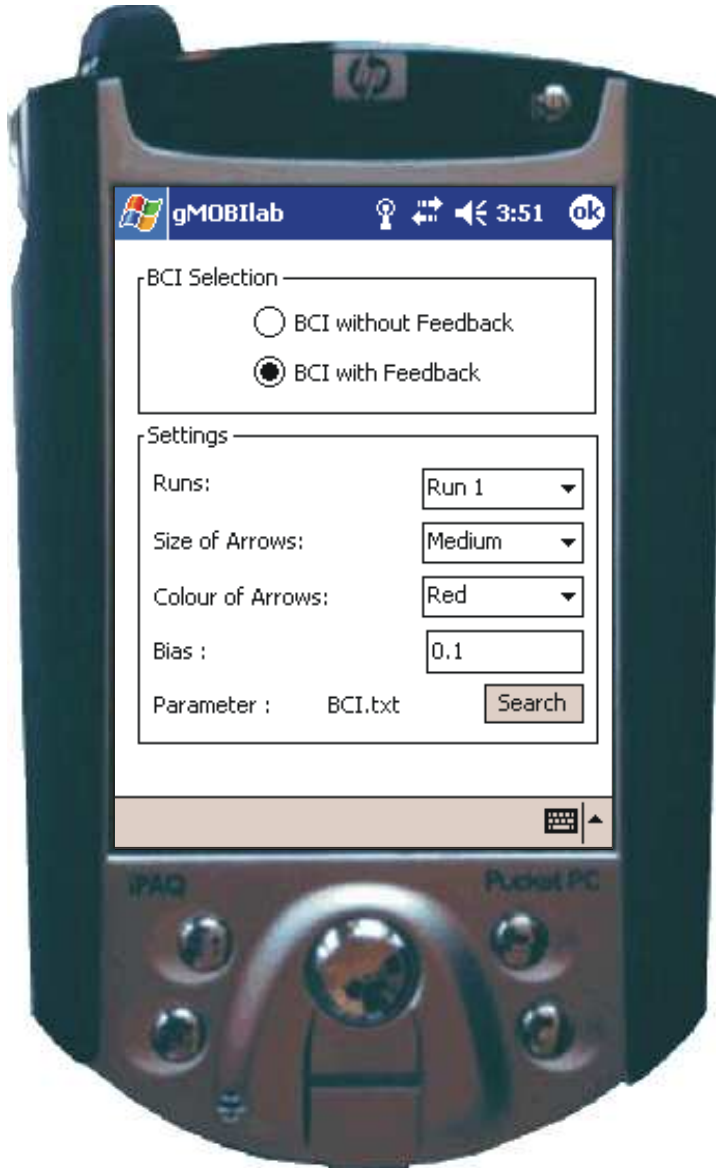 hp
gMOBIlab 3:51 ok
BCI Selection
BCI without Feedback
BCI with Feedback
Settings
Runs: Run 1
Size of Arrows: Medium
Colour of Arrows: Red
Bias : 0.1
Parameter : BCI.txt Search
iPAQ Pocket PC